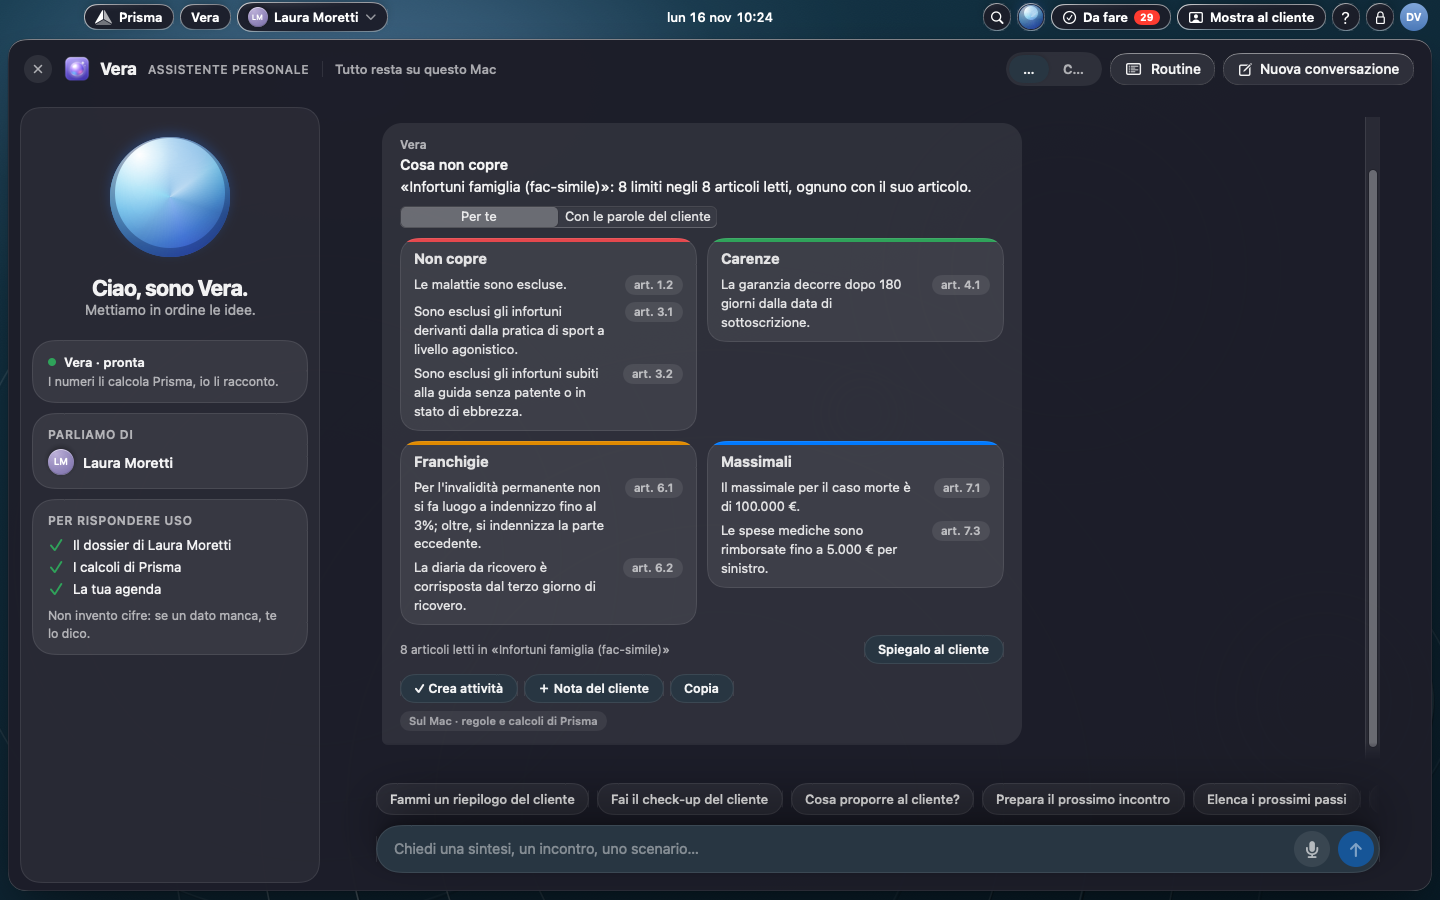 Prisma
Vera
LM Laura Moretti
lun 16 nov 10:24
Da fare 29
Mostra al cliente
?
DV
Vera ASSISTENTE PERSONALE
Tutto resta su questo Mac
...
C...
Routine
Nuova conversazione
Ciao, sono Vera.
Mettiamo in ordine le idee.
Vera · pronta
I numeri li calcola Prisma, io li racconto.
PARLIAMO DI
LM Laura Moretti
PER RISPONDERE USO
Il dossier di Laura Moretti
I calcoli di Prisma
La tua agenda
Non invento cifre: se un dato manca, te
lo dico.
Vera
Cosa non copre
«Infortuni famiglia (fac-simile)»: 8 limiti negli 8 articoli letti, ognuno con il suo articolo.
Per te
Con le parole del cliente
Non copre
Le malattie sono escluse. art. 1.2
Sono esclusi gli infortuni art. 3.1
derivanti dalla pratica di sport a
livello agonistico.
Sono esclusi gli infortuni subiti art. 3.2
alla guida senza patente o in
stato di ebbrezza.
Carenze
La garanzia decorre dopo 180 art. 4.1
giorni dalla data di
sottoscrizione.
Franchigie
Per l'invalidità permanente non art. 6.1
si fa luogo a indennizzo fino al
3%; oltre, si indennizza la parte
eccedente.
La diaria da ricovero è art. 6.2
corrisposta dal terzo giorno di
ricovero.
Massimali
Il massimale per il caso morte è art. 7.1
di 100.000 €.
Le spese mediche sono art. 7.3
rimborsate fino a 5.000 € per
sinistro.
8 articoli letti in «Infortuni famiglia (fac-simile)»
Spiegalo al cliente
Crea attività
Nota del cliente
Copia
Sul Mac · regole e calcoli di Prisma
Fammi un riepilogo del cliente
Fai il check-up del cliente
Cosa proporre al cliente?
Prepara il prossimo incontro
Elenca i prossimi passi
Chiedi una sintesi, un incontro, uno scenario...